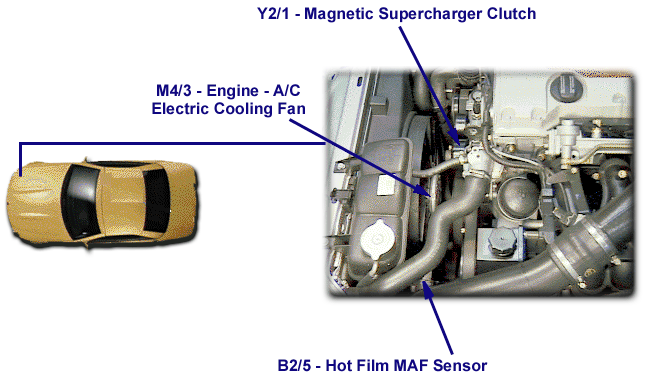 Y2/1 - Magnetic Supercharger Clutch
M4/3 - Engine - A/C
Electric Cooling Fan
B2/5 - Hot Film MAF Sensor